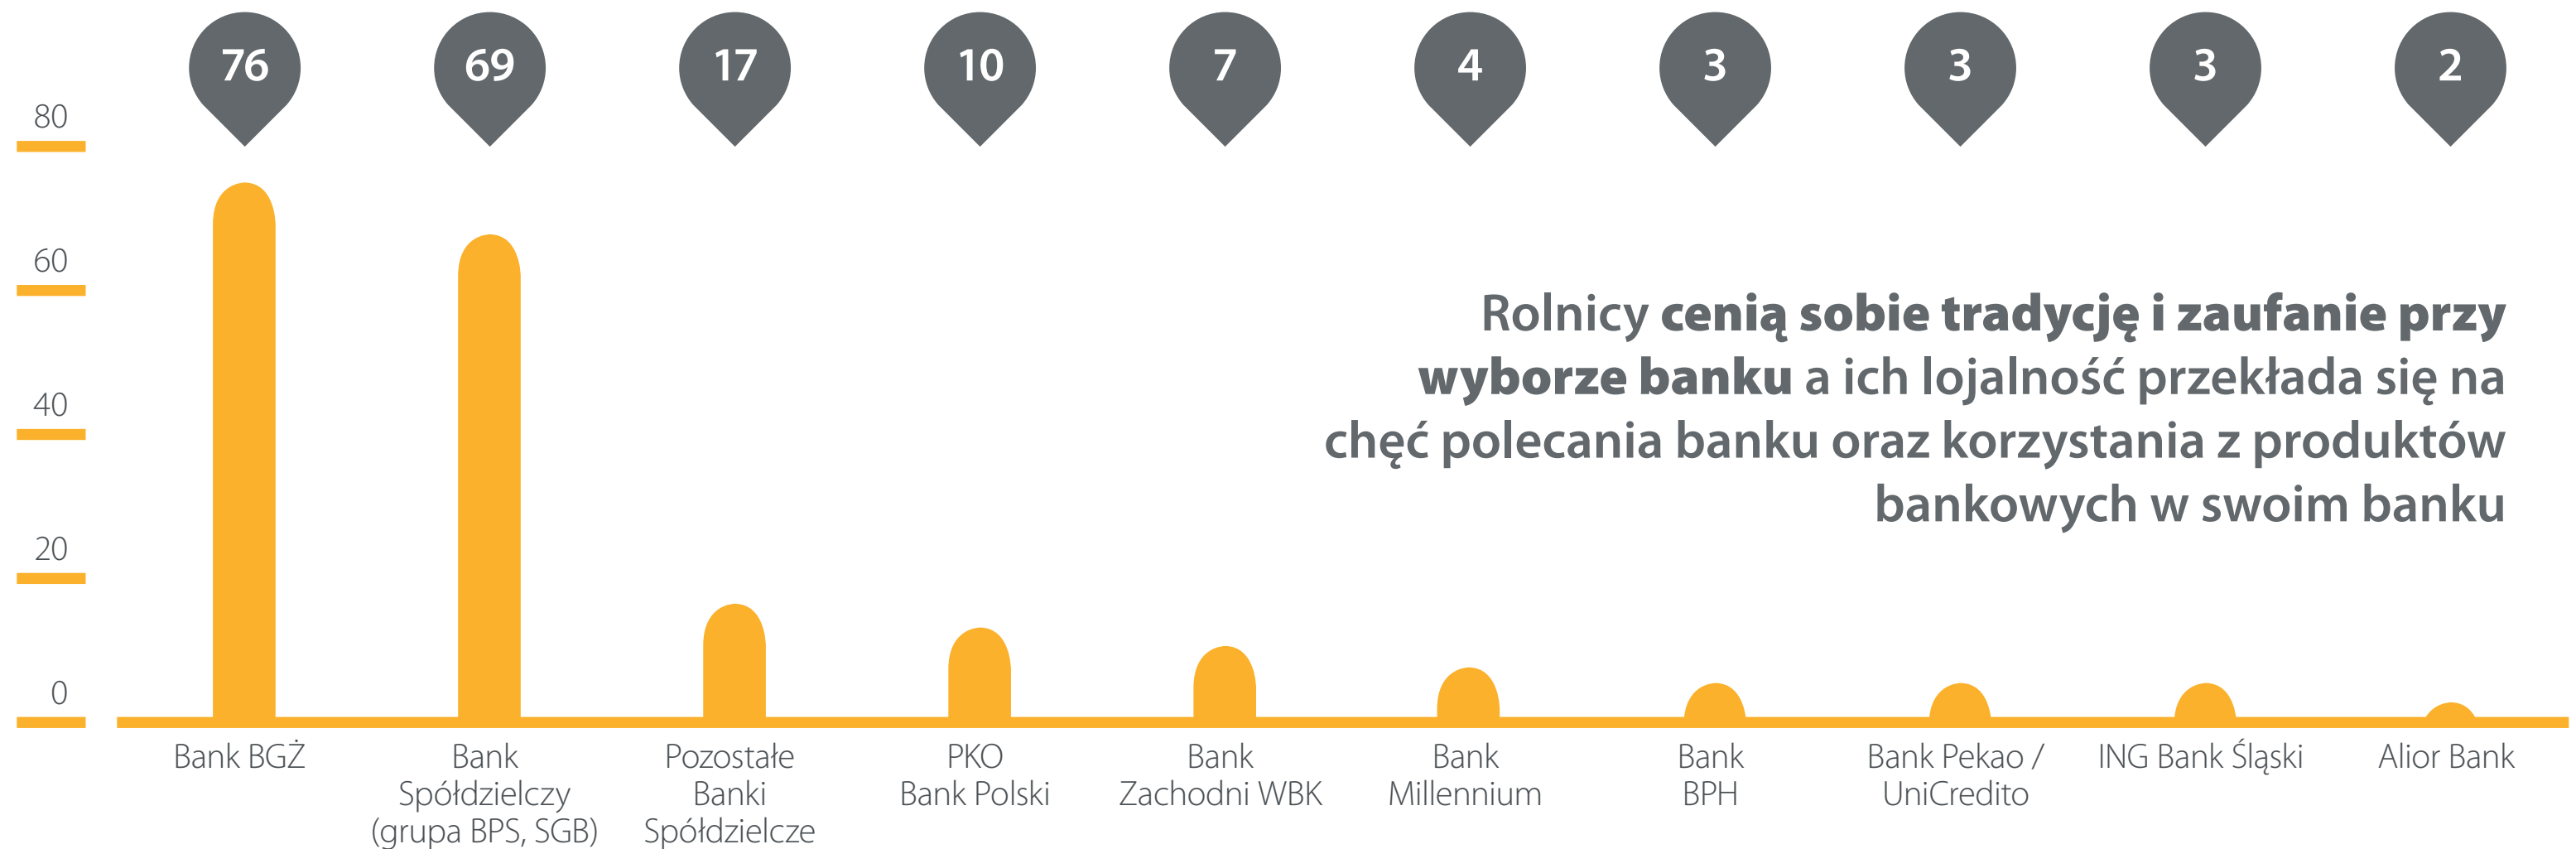 76
69
17
10
7
4
3
3
3
2
80
60
40
20
0
Rolnicy cenią sobie tradycję i zaufanie przy
wyborze banku a ich lojalność przekłada się na
chęć polecania banku oraz korzystania z produktów
bankowych w swoim banku
Bank BGŻ
Bank
Spółdzielczy
(grupa BPS, SGB)
Pozostałe
Banki
Spółdzielcze
PKO
Bank Polski
Bank
Zachodni WBK
Bank
Millennium
Bank
BPH
Bank Pekao /
UniCredito
ING Bank Śląski
Alior Bank